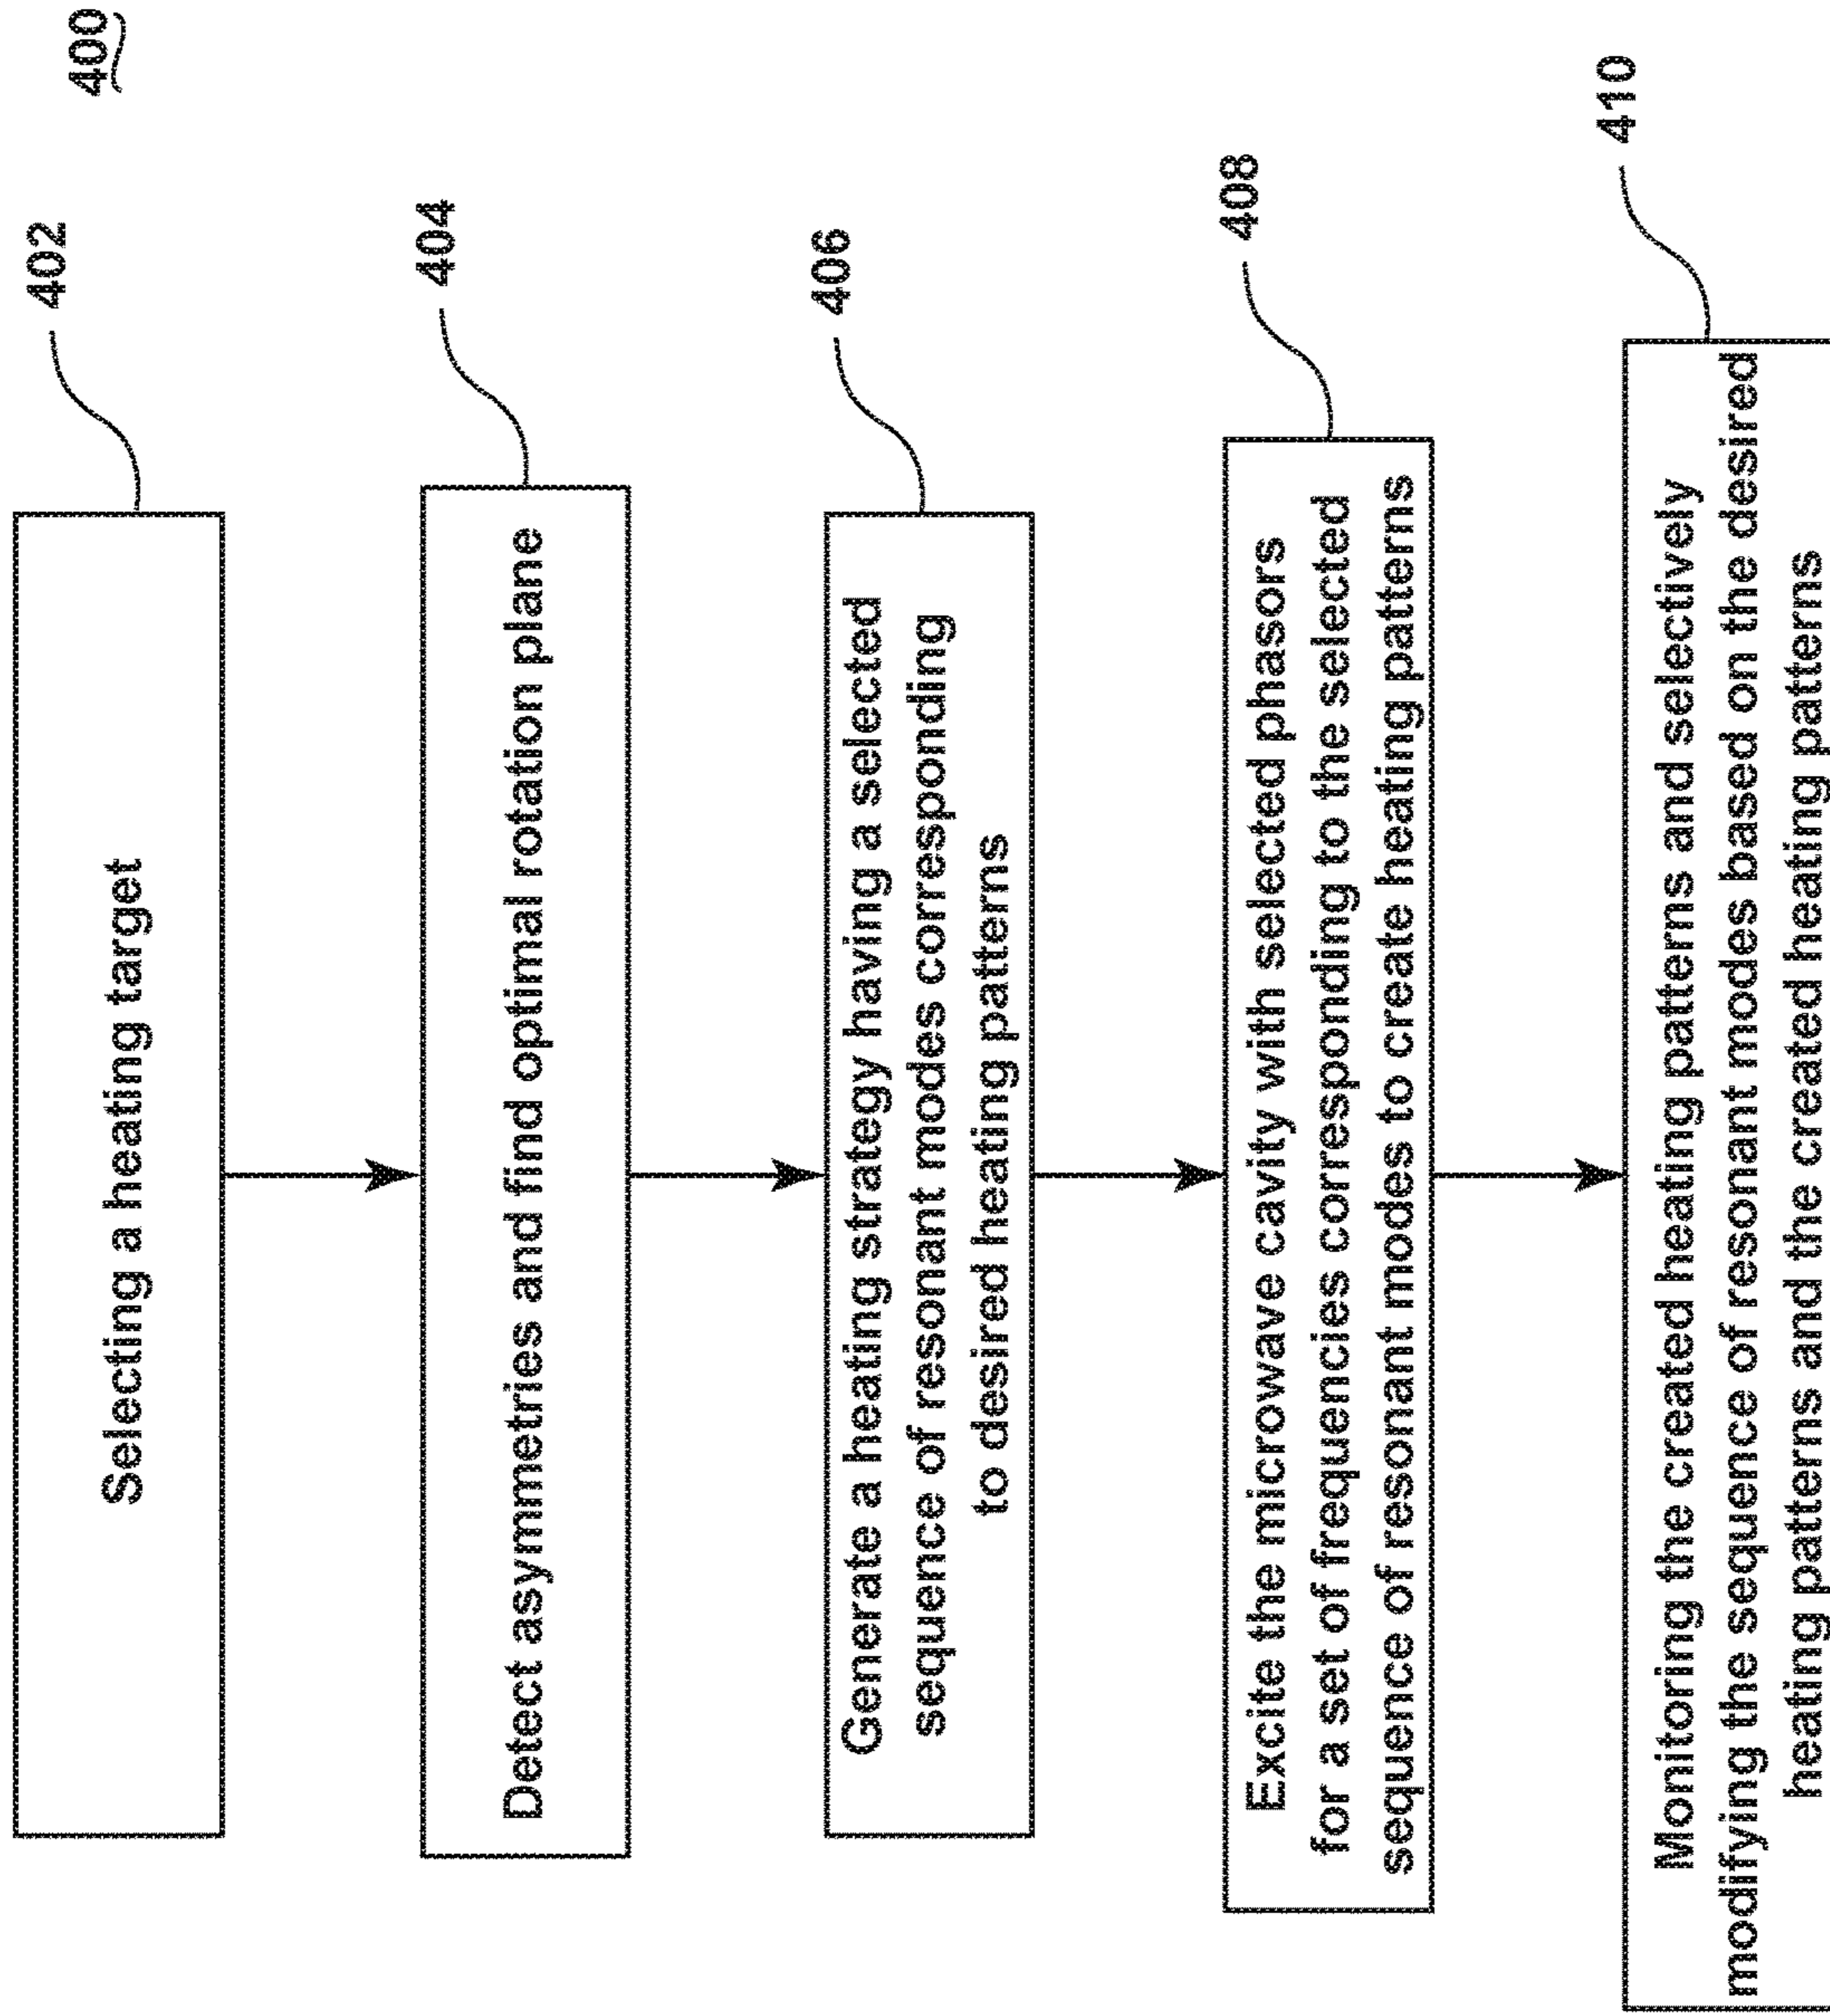 400
402
Selecting a heating target
404
Detect asymmetries and find optimal rotation plane
406
Generate a heating strategy having a selected
sequence of resonant modes corresponding
to desired heating patterns
408
Excite the microwave cavity with selected phasors
for a set of frequencies corresponding to the selected
sequence of resonant modes to create heating patterns
410
Monitoring the created heating patterns and selectively
modifying the sequence of resonant modes based on the desired
heating patterns and the created heating patterns